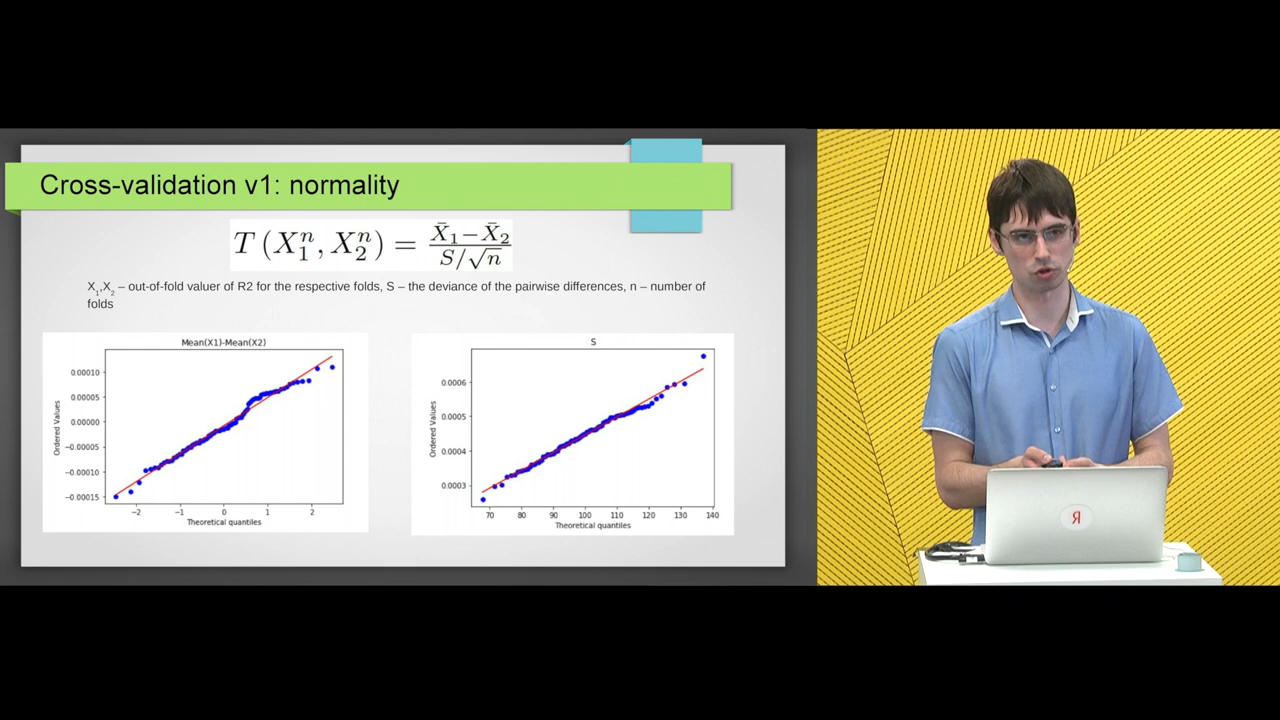 Cross-validation v1: normality
T (X₁ⁿ, X₂ⁿ) = (X̄₁−X̄₂)/(S/√n)
X₁,X₂ – out-of-fold valuer of R2 for the respective folds, S – the deviance of the pairwise differences, n – number of
folds
Mean(X1)-Mean(X2)
Ordered Values
0.00010
0.00005
0.00000
−0.00005
−0.00010
−0.00015
−2 −1 0 1 2
Theoretical quantiles
S
Ordered Values
0.0006
0.0005
0.0004
0.0003
70 80 90 100 110 120 130 140
Theoretical quantiles
Я